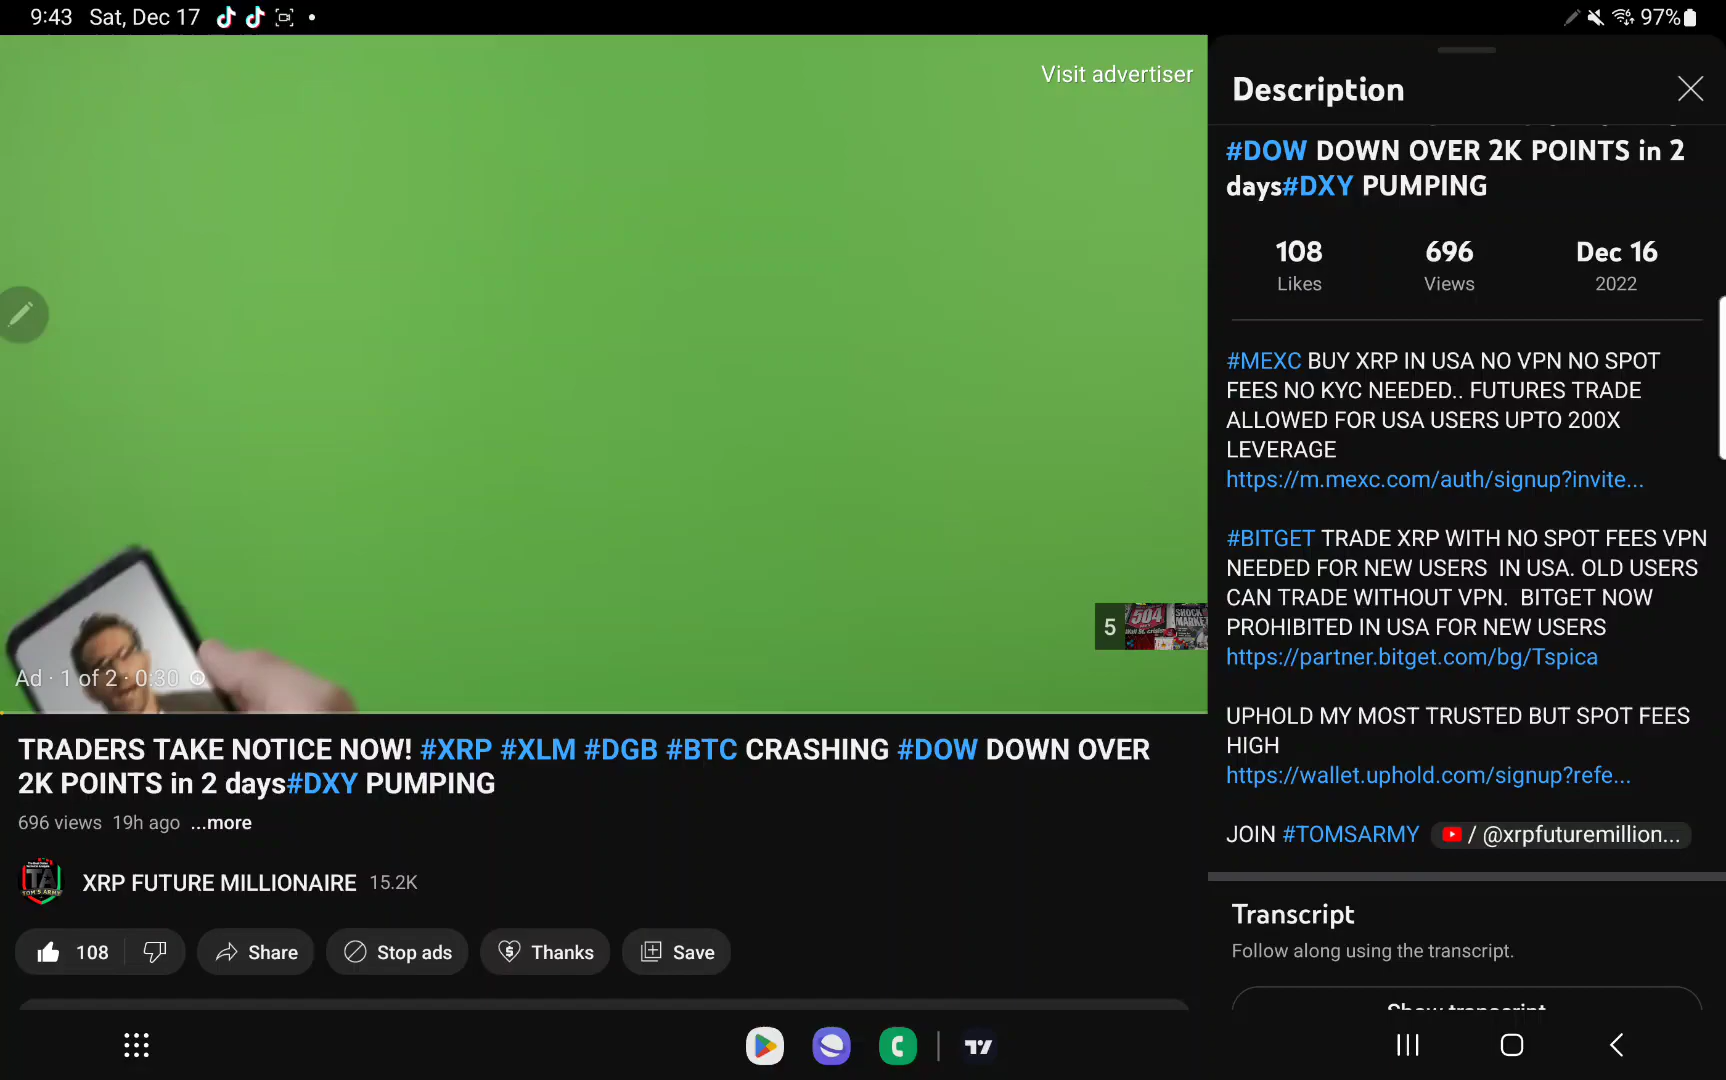 9:43 Sat, Dec 17
97%
Visit advertiser
5
504
SHOCK
MARKET
Ad · 1 of 2 · 0:30
TRADERS TAKE NOTICE NOW! #XRP #XLM #DGB #BTC CRASHING #DOW DOWN OVER
2K POINTS in 2 days#DXY PUMPING
696 views 19h ago ...more
TA
TOM'S ARMY
XRP FUTURE MILLIONAIRE 15.2K
108
Share
Stop ads
Thanks
Save
Description
#DOW DOWN OVER 2K POINTS in 2
days#DXY PUMPING
108 696 Dec 16
Likes Views 2022
#MEXC BUY XRP IN USA NO VPN NO SPOT
FEES NO KYC NEEDED.. FUTURES TRADE
ALLOWED FOR USA USERS UPTO 200X
LEVERAGE
https://m.mexc.com/auth/signup?invite...
#BITGET TRADE XRP WITH NO SPOT FEES VPN
NEEDED FOR NEW USERS IN USA. OLD USERS
CAN TRADE WITHOUT VPN. BITGET NOW
PROHIBITED IN USA FOR NEW USERS
https://partner.bitget.com/bg/Tspica
UPHOLD MY MOST TRUSTED BUT SPOT FEES
HIGH
https://wallet.uphold.com/signup?refe...
JOIN #TOMSARMY / @xrpfuturemillion...
Transcript
Follow along using the transcript.
Show transcript